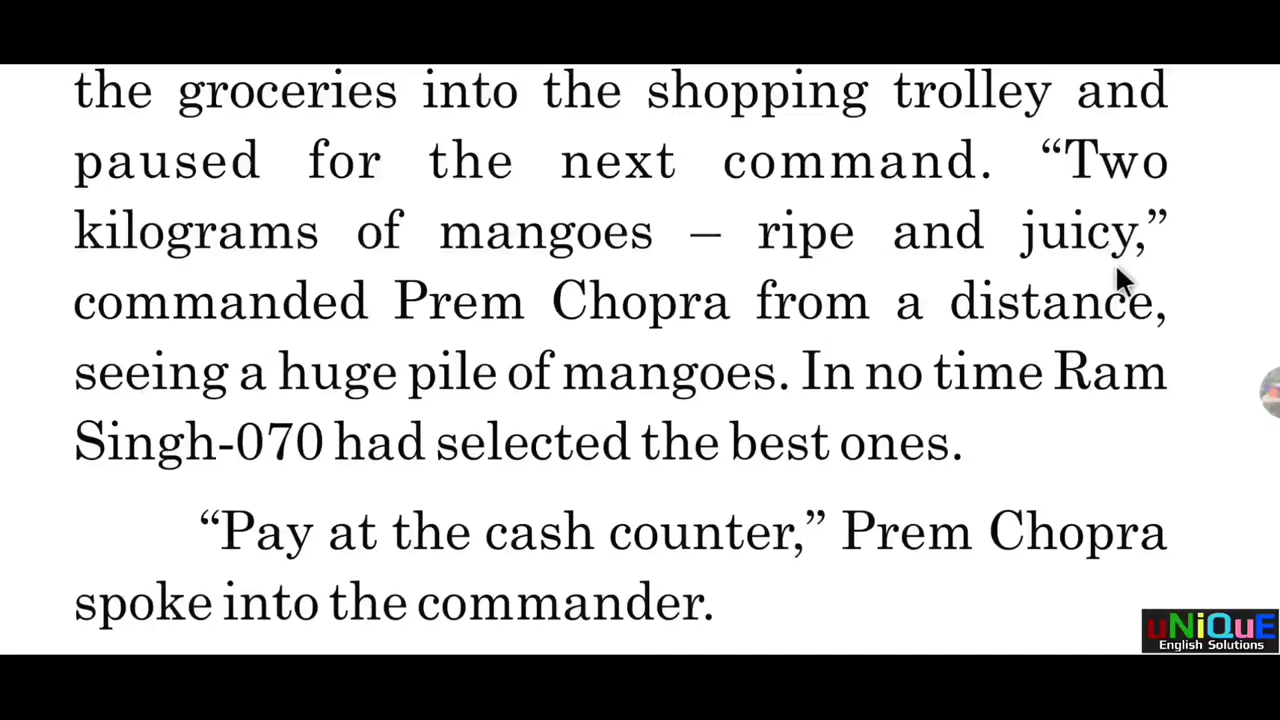 the groceries into the shopping trolley and
paused for the next command. “Two
kilograms of mangoes – ripe and juicy,”
commanded Prem Chopra from a distance,
seeing a huge pile of mangoes. In no time Ram
Singh-070 had selected the best ones.
“Pay at the cash counter,” Prem Chopra
spoke into the commander.
uNiQuE
English Solutions